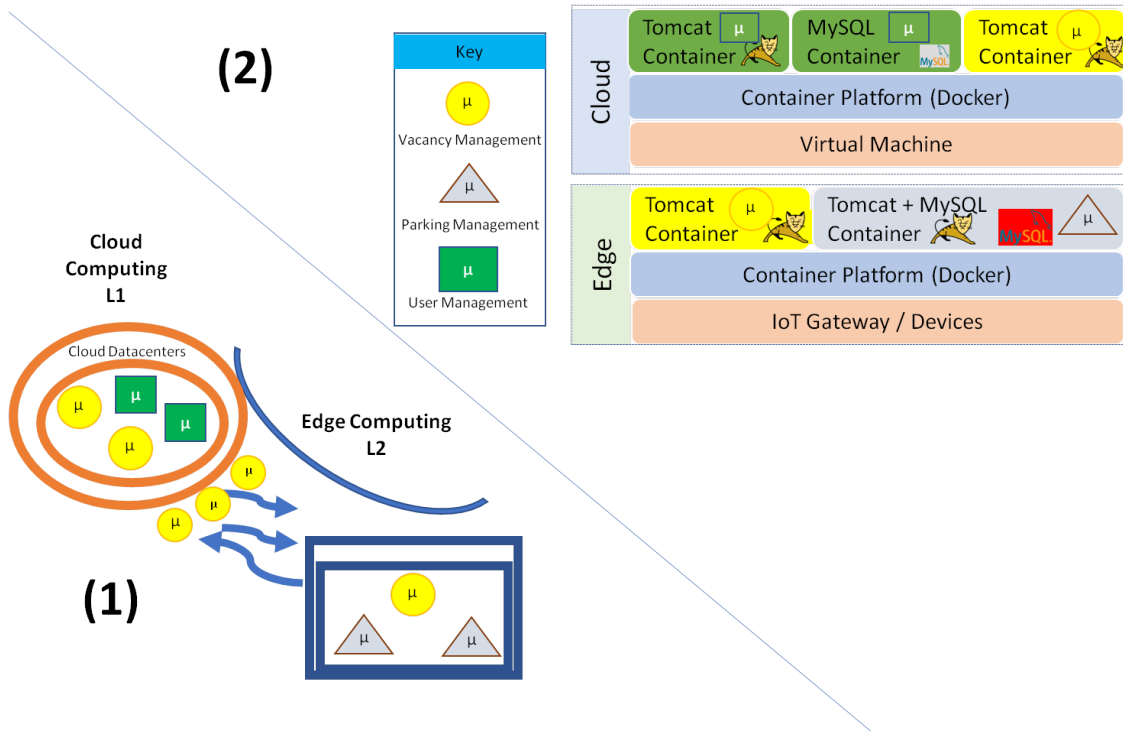 (2)
Key
μ
Vacancy Management
μ
Parking Management
μ
User Management
Cloud
Tomcat μ
Container
MySQL μ
Container MySQL
Tomcat μ
Container
Container Platform (Docker)
Virtual Machine
Edge
Tomcat μ
Container
Tomcat + MySQL
Container MySQL μ
Container Platform (Docker)
IoT Gateway / Devices
Cloud
Computing
L1
Cloud Datacenters
μ
μ
μ
μ
Edge Computing
L2
μ
μ
μ
(1)
μ
μ
μ